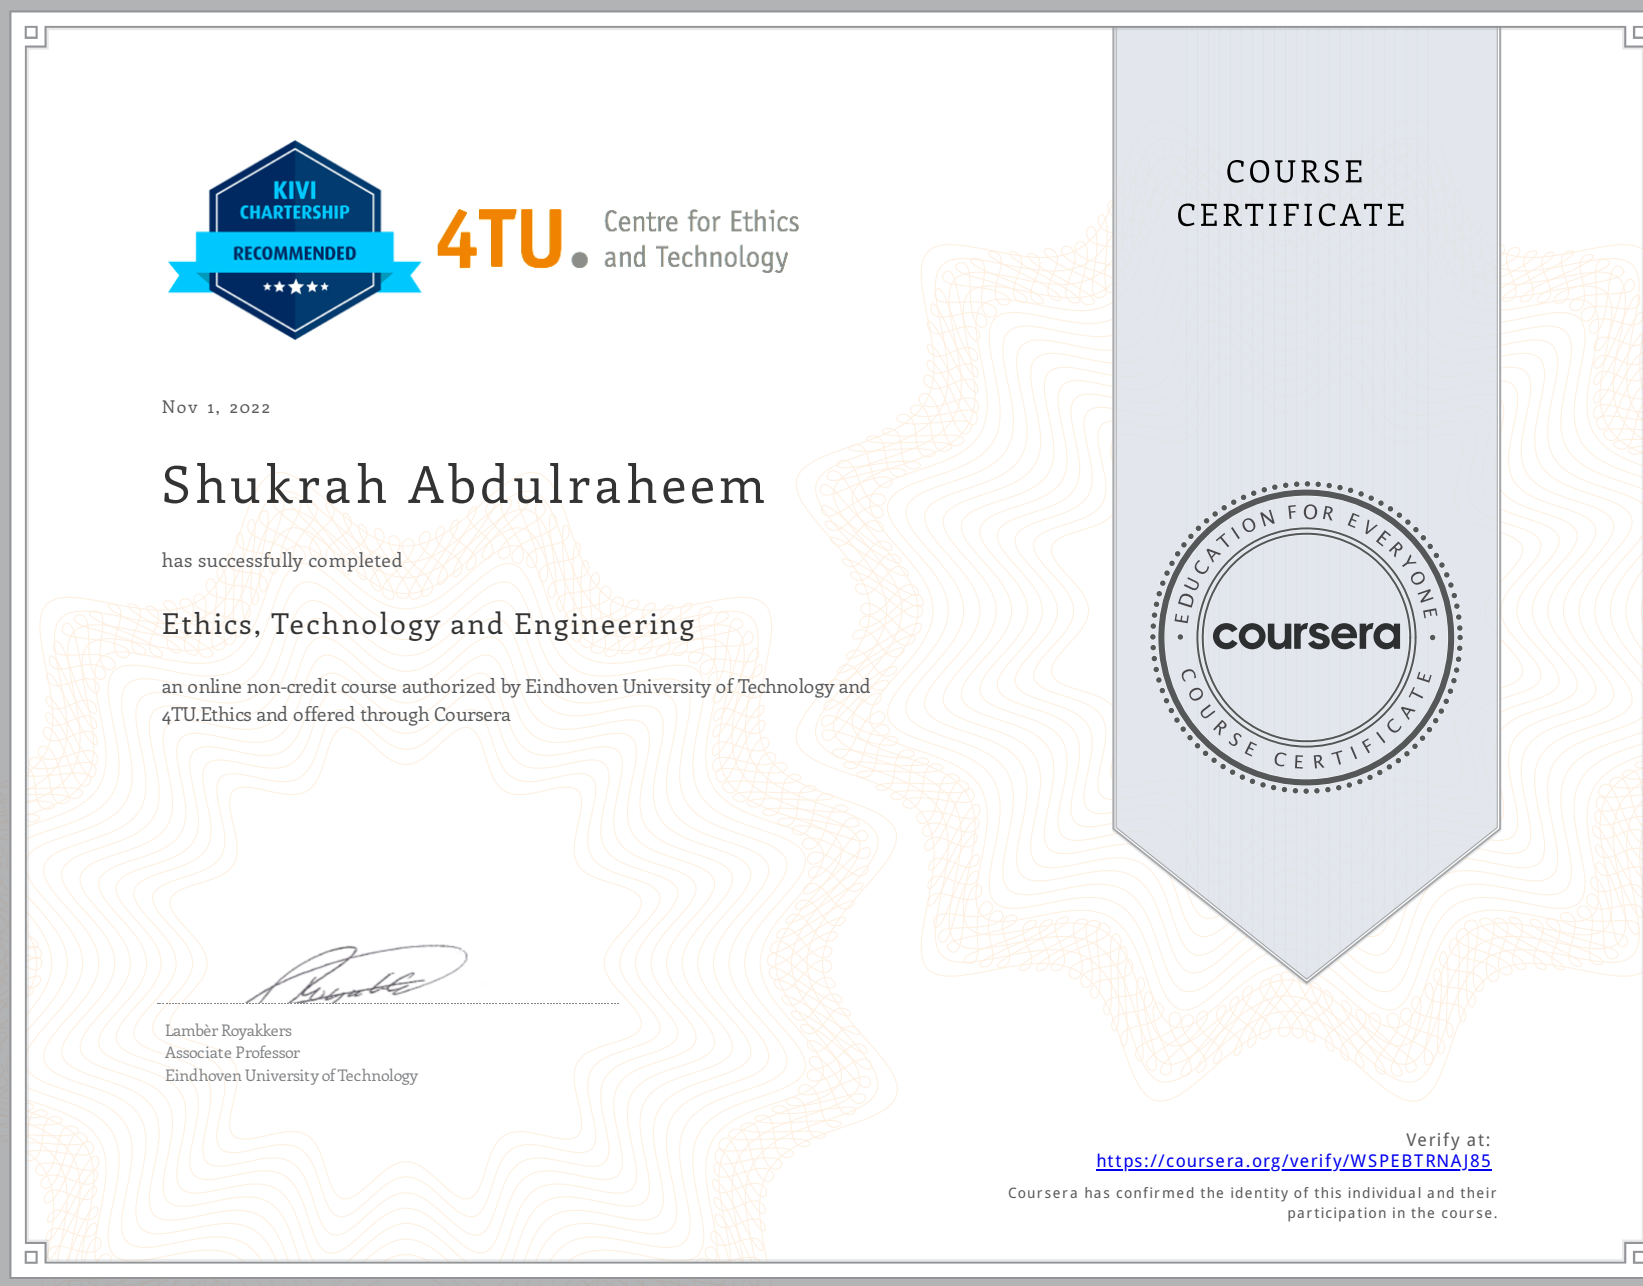 KIVI
CHARTERSHIP
RECOMMENDED
4TU.
Centre for Ethics
and Technology
COURSE
CERTIFICATE
Nov 1, 2022
Shukrah Abdulraheem
has successfully completed
Ethics, Technology and Engineering
an online non-credit course authorized by Eindhoven University of Technology and
4TU.Ethics and offered through Coursera
EDUCATION FOR EVERYONE
coursera
COURSE CERTIFICATE
Lambèr Royakkers
Associate Professor
Eindhoven University of Technology
Verify at:
https://coursera.org/verify/WSPEBTRNAJ85
Coursera has confirmed the identity of this individual and their
participation in the course.